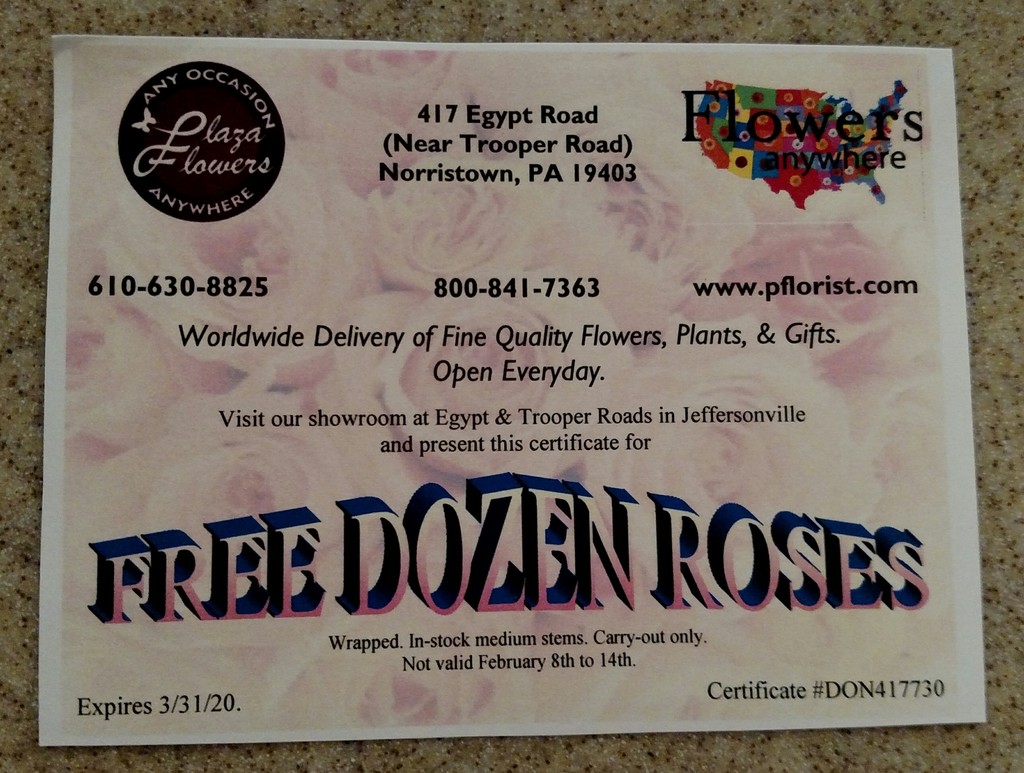 ANY OCCASION
Plaza
Flowers
ANYWHERE
417 Egypt Road
(Near Trooper Road)
Norristown, PA 19403
Flowers
anywhere
610-630-8825
800-841-7363
www.pflorist.com
Worldwide Delivery of Fine Quality Flowers, Plants, & Gifts.
Open Everyday.
Visit our showroom at Egypt & Trooper Roads in Jeffersonville
and present this certificate for
FREE DOZEN ROSES
Wrapped. In-stock medium stems. Carry-out only.
Not valid February 8th to 14th.
Expires 3/31/20.
Certificate #DON417730